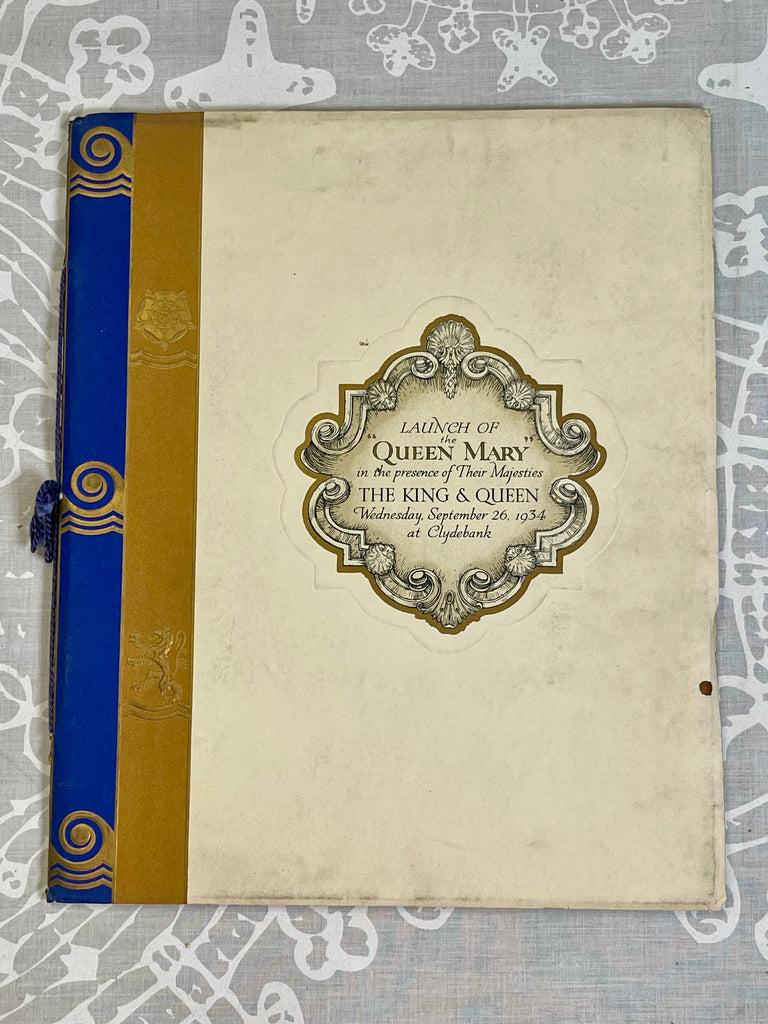 LAUNCH OF
the
"QUEEN MARY"
in the presence of Their Majesties
THE KING & QUEEN
Wednesday, September 26, 1934
at Clydebank